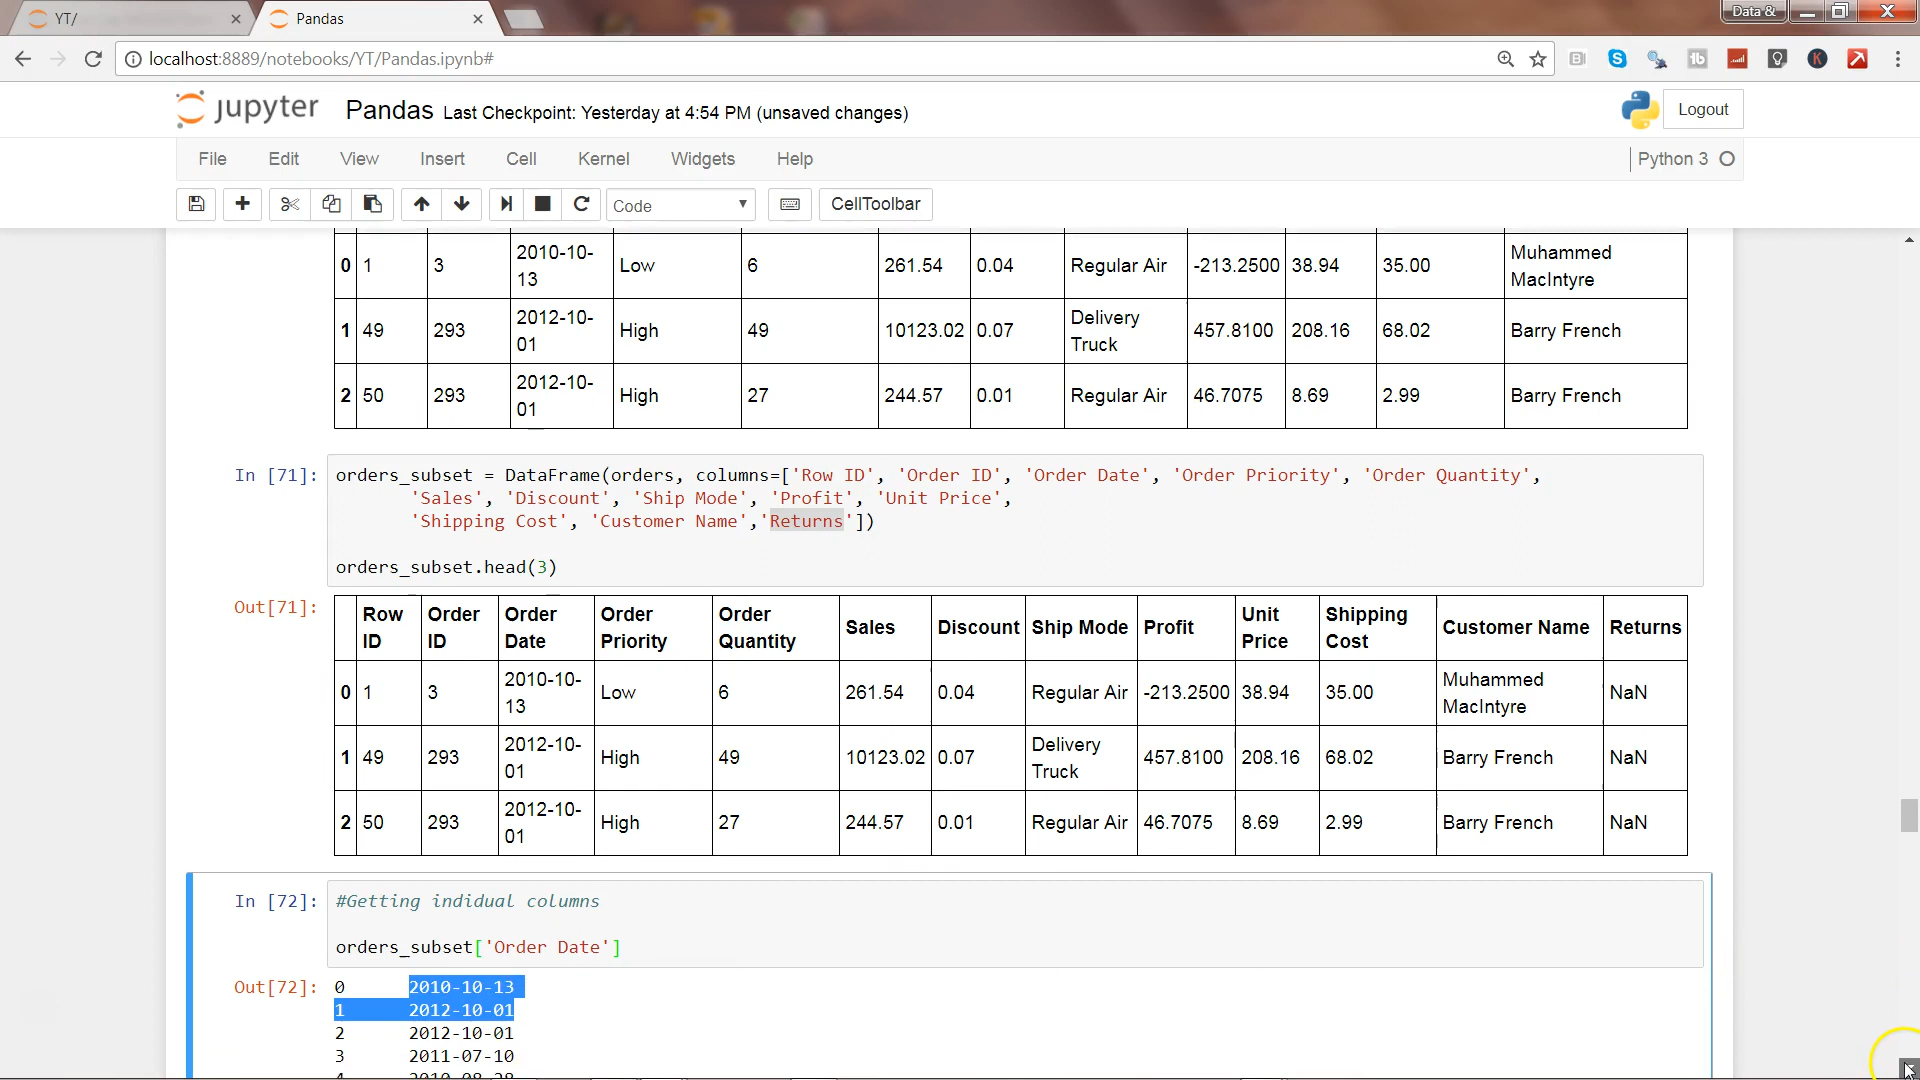 YT/
Pandas
Data &
localhost:8889/notebooks/YT/Pandas.ipynb#
jupyter Pandas Last Checkpoint: Yesterday at 4:54 PM (unsaved changes)
Logout
File Edit View Insert Cell Kernel Widgets Help
Python 3
Code
CellToolbar
0 1 3 2010-10-13 Low 6 261.54 0.04 Regular Air -213.2500 38.94 35.00 Muhammed MacIntyre
1 49 293 2012-10-01 High 49 10123.02 0.07 Delivery Truck 457.8100 208.16 68.02 Barry French
2 50 293 2012-10-01 High 27 244.57 0.01 Regular Air 46.7075 8.69 2.99 Barry French
In [71]: orders_subset = DataFrame(orders, columns=['Row ID', 'Order ID', 'Order Date', 'Order Priority', 'Order Quantity',
'Sales', 'Discount', 'Ship Mode', 'Profit', 'Unit Price',
'Shipping Cost', 'Customer Name','Returns'])
orders_subset.head(3)
Out[71]:
Row ID Order ID Order Date Order Priority Order Quantity Sales Discount Ship Mode Profit Unit Price Shipping Cost Customer Name Returns
0 1 3 2010-10-13 Low 6 261.54 0.04 Regular Air -213.2500 38.94 35.00 Muhammed MacIntyre NaN
1 49 293 2012-10-01 High 49 10123.02 0.07 Delivery Truck 457.8100 208.16 68.02 Barry French NaN
2 50 293 2012-10-01 High 27 244.57 0.01 Regular Air 46.7075 8.69 2.99 Barry French NaN
In [72]: #Getting indidual columns
orders_subset['Order Date']
Out[72]: 0 2010-10-13
1 2012-10-01
2 2012-10-01
3 2011-07-10
4 2010-08-28